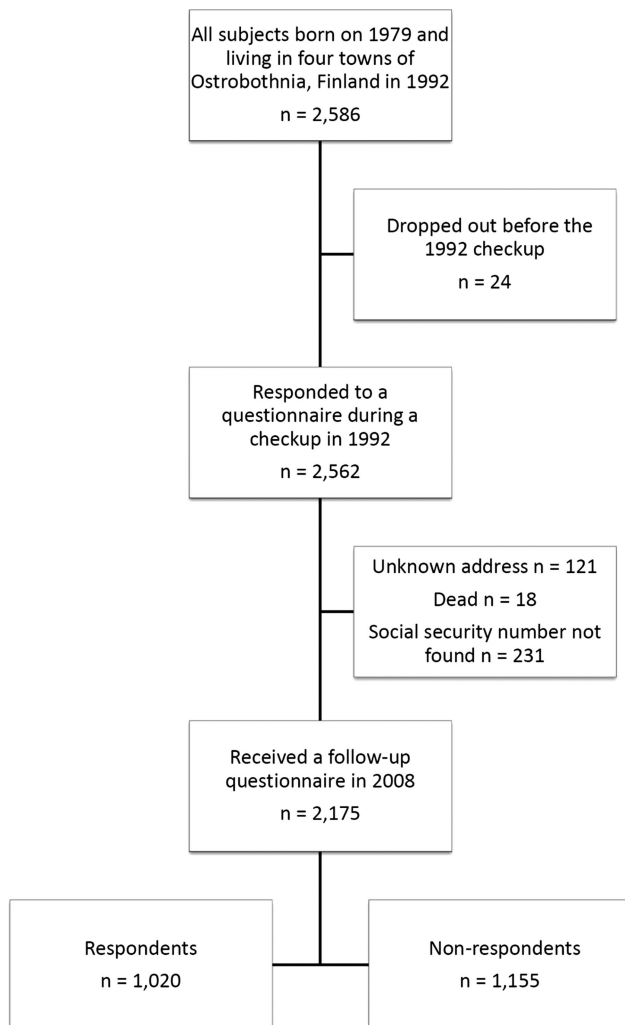 All subjects born on 1979 and
living in four towns of
Ostrobothnia, Finland in 1992
n = 2,586
Dropped out before the
1992 checkup
n = 24
Responded to a
questionnaire during a
checkup in 1992
n = 2,562
Unknown address n = 121
Dead n = 18
Social security number not
found n = 231
Received a follow-up
questionnaire in 2008
n = 2,175
Respondents
n = 1,020
Non-respondents
n = 1,155